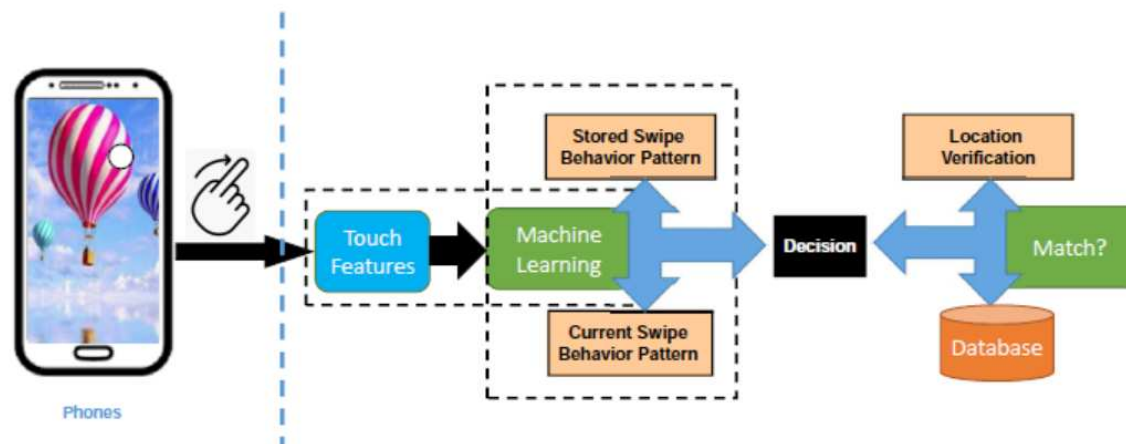 Phones
Touch
Features
Machine
Learning
Stored Swipe
Behavior Pattern
Current Swipe
Behavior Pattern
Decision
Location
Verification
Match?
Database